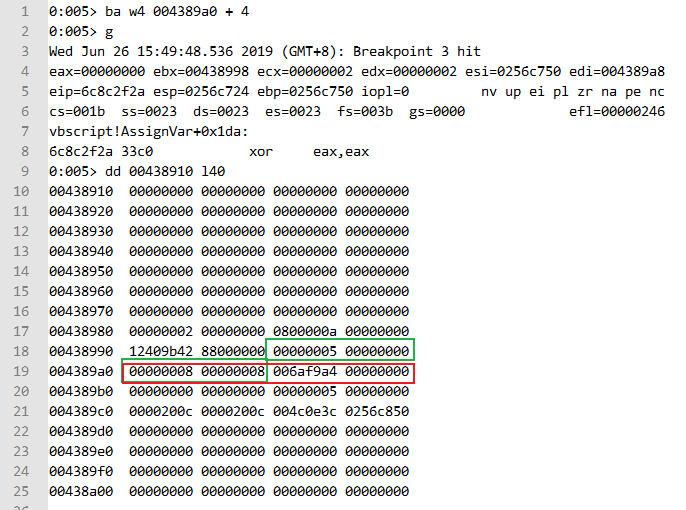 1 0:005> ba w4 004389a0 + 4
2 0:005> g
3 Wed Jun 26 15:49:48.536 2019 (GMT+8): Breakpoint 3 hit
4 eax=00000000 ebx=00438998 ecx=00000002 edx=00000002 esi=0256c750 edi=004389a8
5 eip=6c8c2f2a esp=0256c724 ebp=0256c750 iopl=0         nv up ei pl zr na pe nc
6 cs=001b  ss=0023  ds=0023  es=0023  fs=003b  gs=0000             efl=00000246
7 vbscript!AssignVar+0x1da:
8 6c8c2f2a 33c0            xor     eax,eax
9 0:005> dd 00438910 l40
10 00438910  00000000 00000000 00000000 00000000
11 00438920  00000000 00000000 00000000 00000000
12 00438930  00000000 00000000 00000000 00000000
13 00438940  00000000 00000000 00000000 00000000
14 00438950  00000000 00000000 00000000 00000000
15 00438960  00000000 00000000 00000000 00000000
16 00438970  00000000 00000000 00000000 00000000
17 00438980  00000002 00000000 0800000a 00000000
18 00438990  12409b42 88000000 00000005 00000000
19 004389a0  00000008 00000008 006af9a4 00000000
20 004389b0  00000000 00000000 00000005 00000000
21 004389c0  0000200c 0000200c 004c0e3c 0256c850
22 004389d0  00000000 00000000 00000000 00000000
23 004389e0  00000000 00000000 00000000 00000000
24 004389f0  00000000 00000000 00000000 00000000
25 00438a00  00000000 00000000 00000000 00000000